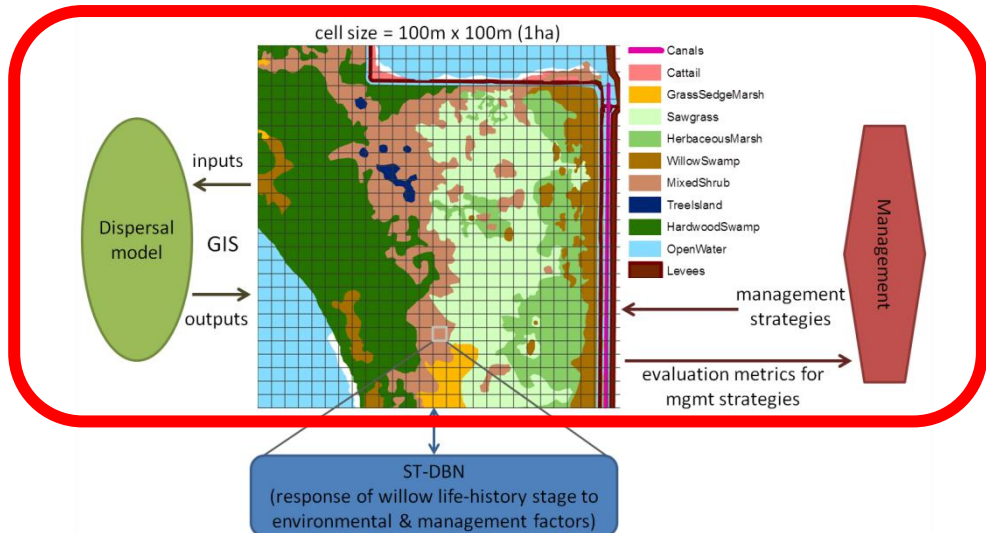 cell size = 100m x 100m (1ha)
Canals
Cattail
GrassSedgeMarsh
Sawgrass
HerbaceousMarsh
WillowSwamp
MixedShrub
TreeIsland
HardwoodSwamp
OpenWater
Levees
inputs
Dispersal
model
GIS
outputs
Management
management
strategies
evaluation metrics for
mgmt strategies
ST-DBN
(response of willow life-history stage to
environmental & management factors)